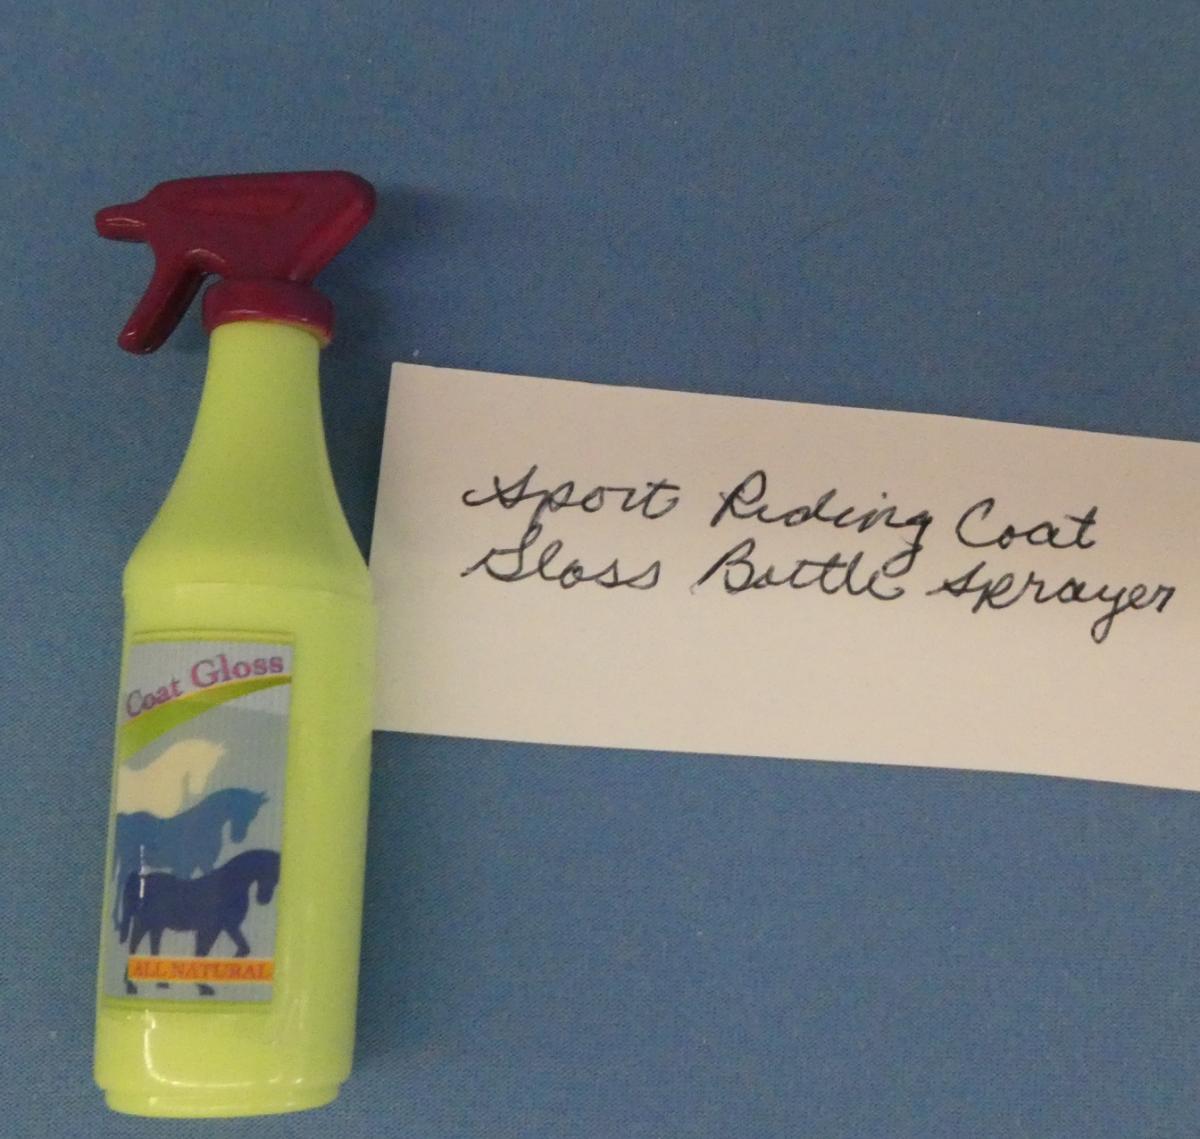 Sport Riding Coat
Gloss Bottle Sprayer
Coat Gloss
ALL NATURAL